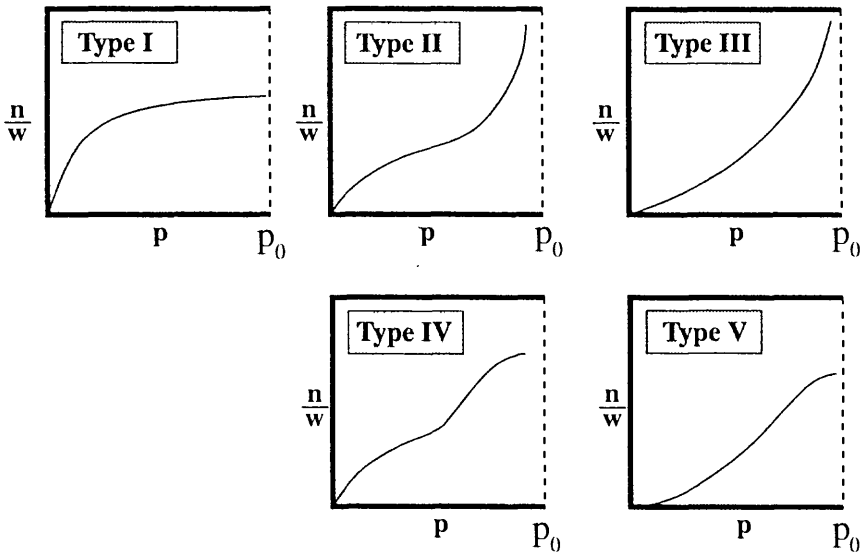 Type I
n/w
p
p₀
Type II
n/w
p
p₀
Type III
n/w
p
p₀
Type IV
n/w
p
p₀
Type V
n/w
p
p₀